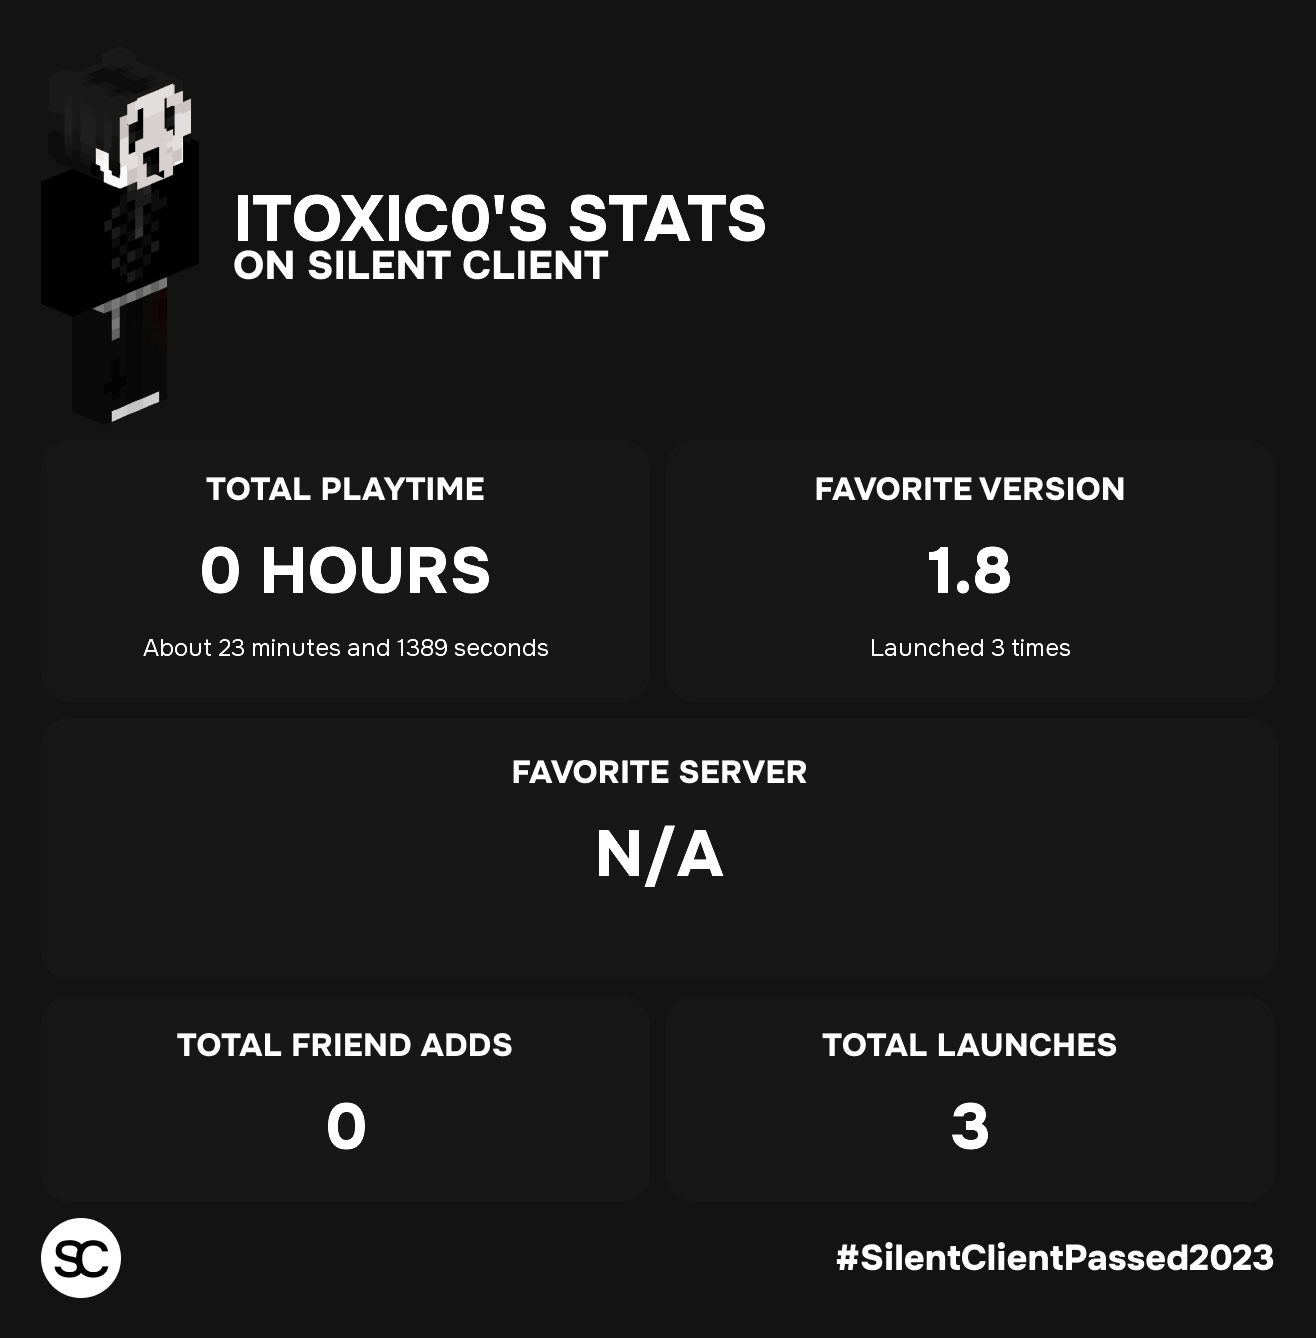 ITOXIC0'S STATS
ON SILENT CLIENT
TOTAL PLAYTIME
0 HOURS
About 23 minutes and 1389 seconds
FAVORITE VERSION
1.8
Launched 3 times
FAVORITE SERVER
N/A
TOTAL FRIEND ADDS
0
TOTAL LAUNCHES
3
SC
#SilentClientPassed2023